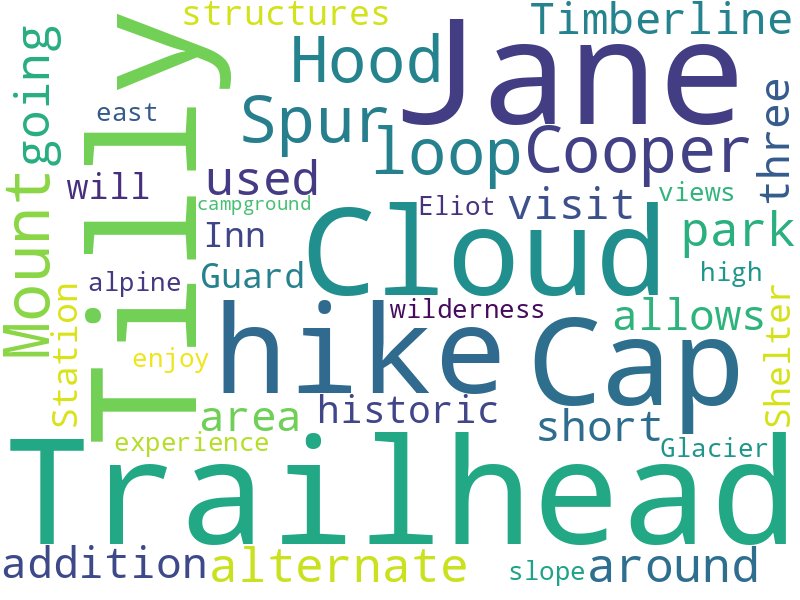 structures
Timberline
Hood
Jane
going
Tilly
east
Spur
loop
Cooper
three
will
used
campground
Eliot
visit
views
Mount
Inn
Cloud
park
alpine
Guard
high
Station
hike
wilderness
Cap
allows
Shelter
enjoy
area
historic
short
experience
Glacier
Trailhead
addition
alternate
slope
around